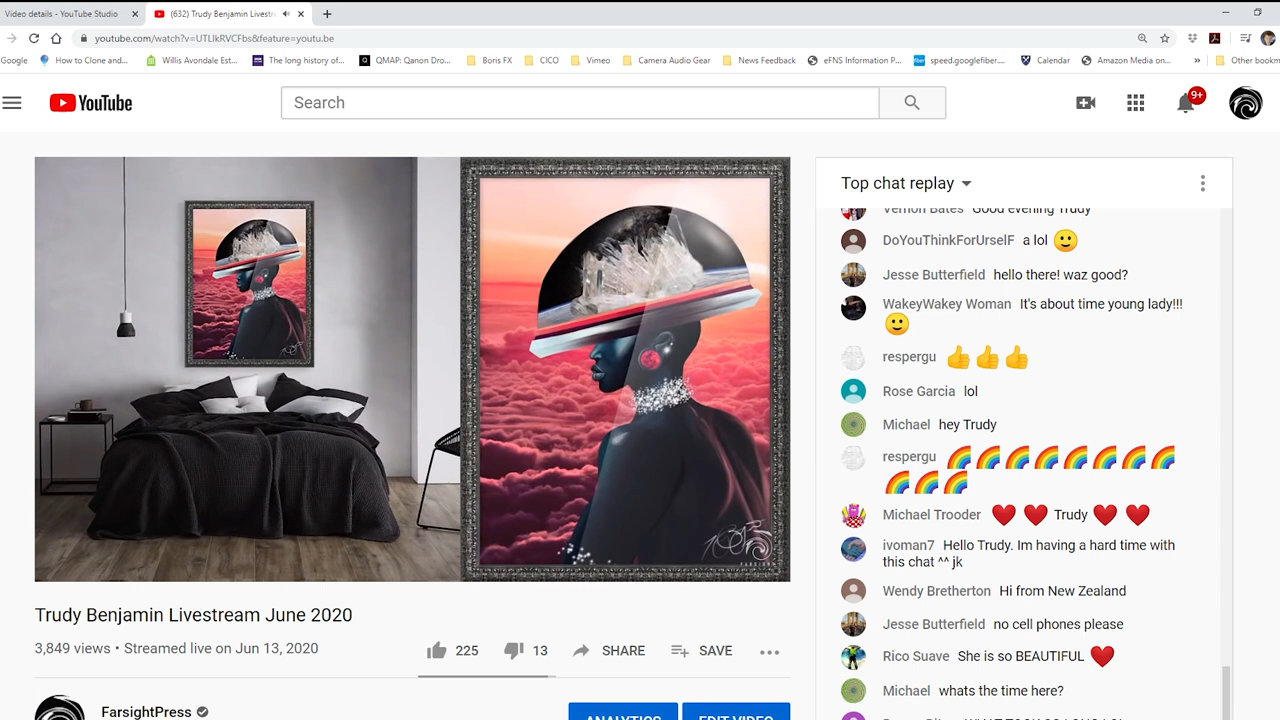 Video details - YouTube Studio
(632) Trudy Benjamin Livestre
youtube.com/watch?v=UTLlkRVCFbs&feature=youtu.be
Google
How to Clone and...
Willis Avondale Est...
The long history of...
QMAP: Qanon Dro...
Boris FX
CICO
Vimeo
Camera Audio Gear
News Feedback
eFNS Information P...
speed.googlefiber....
Calendar
Amazon Media on...
»
Other bookm
YouTube
Search
9+
Top chat replay
Vernon Bates Good evening Trudy
DoYouThinkForUrself a lol 🙂
Jesse Butterfield hello there! waz good?
WakeyWakey Woman It's about time young lady!!!
🙂
respergu 👍👍👍
Rose Garcia lol
Michael hey Trudy
respergu 🌈🌈🌈🌈🌈🌈🌈🌈
🌈🌈🌈
Michael Trooder ❤ ❤ Trudy ❤ ❤
ivoman7 Hello Trudy. Im having a hard time with
this chat ^^ jk
Wendy Bretherton Hi from New Zealand
Jesse Butterfield no cell phones please
Rico Suave She is so BEAUTIFUL ❤
Michael whats the time here?
FARSIGHT
Trudy Benjamin Livestream June 2020
3,849 views • Streamed live on Jun 13, 2020
225
13
SHARE
SAVE
FarsightPress
ANALYTICS
EDIT VIDEO